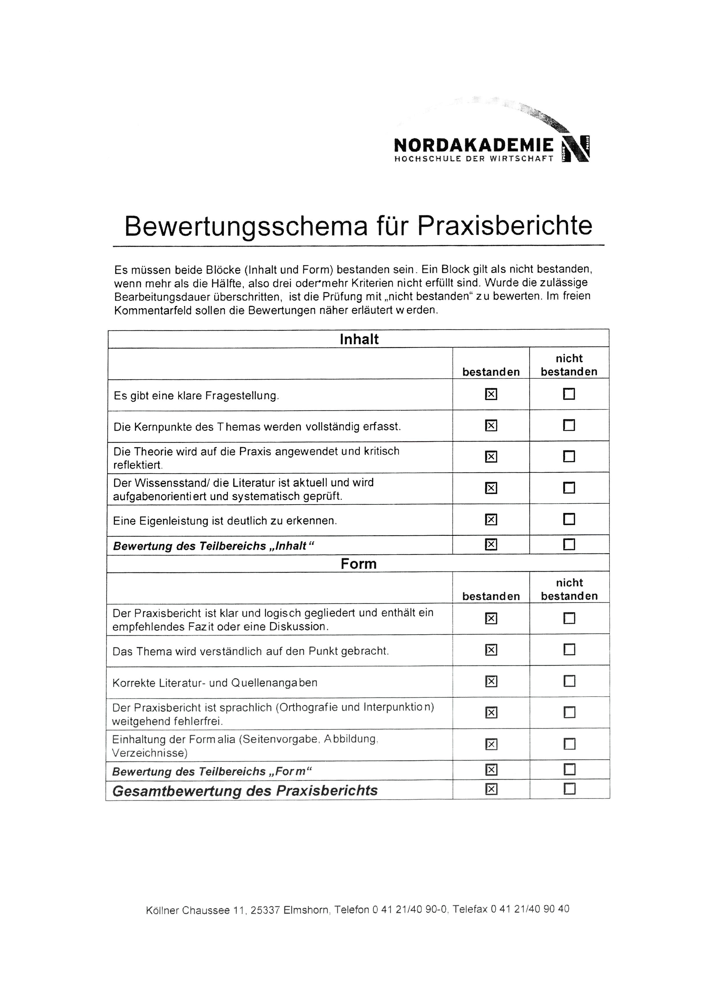 NORDAKADEMIE
HOCHSCHULE DER WIRTSCHAFT
Bewertungsschema für Praxisberichte
Es müssen beide Blöcke (Inhalt und Form) bestanden sein. Ein Block gilt als nicht bestanden,
wenn mehr als die Hälfte, also drei oder mehr Kriterien nicht erfüllt sind. Wurde die zulässige
Bearbeitungsdauer überschritten, ist die Prüfung mit „nicht bestanden“ zu bewerten. Im freien
Kommentarfeld sollen die Bewertungen näher erläutert werden.
Inhalt
nicht
bestanden bestanden
Es gibt eine klare Fragestellung. ☒ ☐
Die Kernpunkte des Themas werden vollständig erfasst. ☒ ☐
Die Theorie wird auf die Praxis angewendet und kritisch
reflektiert. ☒ ☐
Der Wissensstand/ die Literatur ist aktuell und wird
aufgabenorientiert und systematisch geprüft. ☒ ☐
Eine Eigenleistung ist deutlich zu erkennen. ☒ ☐
Bewertung des Teilbereichs „Inhalt“ ☒ ☐
Form
nicht
bestanden bestanden
Der Praxisbericht ist klar und logisch gegliedert und enthält ein
empfehlendes Fazit oder eine Diskussion. ☒ ☐
Das Thema wird verständlich auf den Punkt gebracht. ☒ ☐
Korrekte Literatur- und Quellenangaben ☒ ☐
Der Praxisbericht ist sprachlich (Orthografie und Interpunktion)
weitgehend fehlerfrei. ☒ ☐
Einhaltung der Formalia (Seitenvorgabe, Abbildung,
Verzeichnisse) ☒ ☐
Bewertung des Teilbereichs „Form“ ☒ ☐
Gesamtbewertung des Praxisberichts ☒ ☐
Köllner Chaussee 11, 25337 Elmshorn, Telefon 0 41 21/40 90-0, Telefax 0 41 21/40 90 40